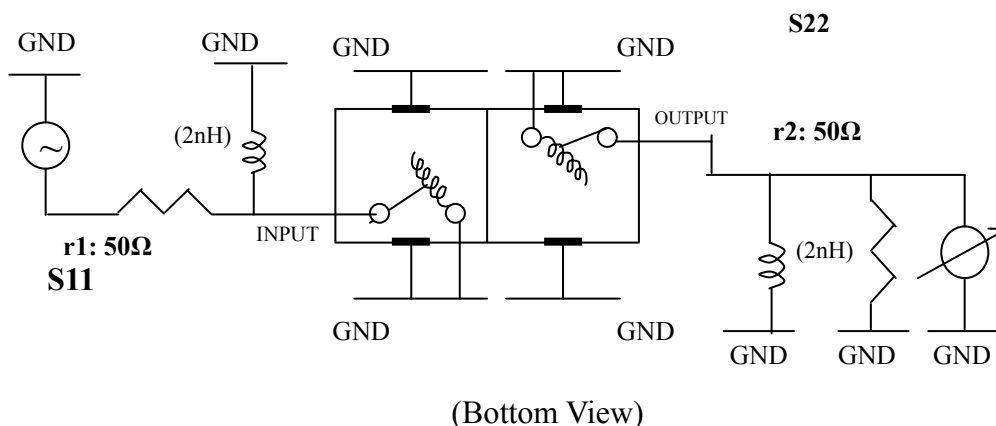 S22
GND
GND
GND
GND
(2nH)
OUTPUT
r2: 50Ω
INPUT
r1: 50Ω
S11
(2nH)
GND
GND
GND
GND
GND
(Bottom View)